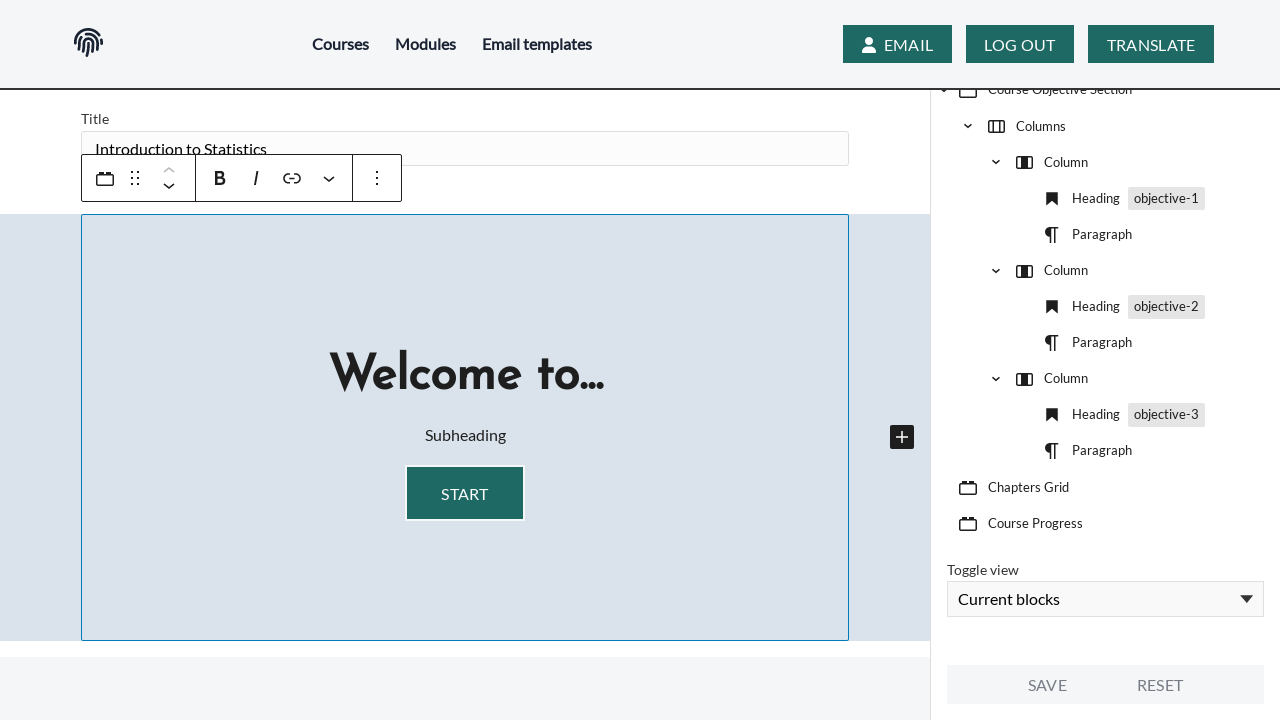 Courses Modules Email templates
EMAIL LOG OUT TRANSLATE
Title
Introduction to Statistics
B I
Welcome to...
Subheading
START
Course Objective Section
Columns
Column
Heading objective-1
Paragraph
Column
Heading objective-2
Paragraph
Column
Heading objective-3
Paragraph
Chapters Grid
Course Progress
Toggle view
Current blocks
SAVE RESET